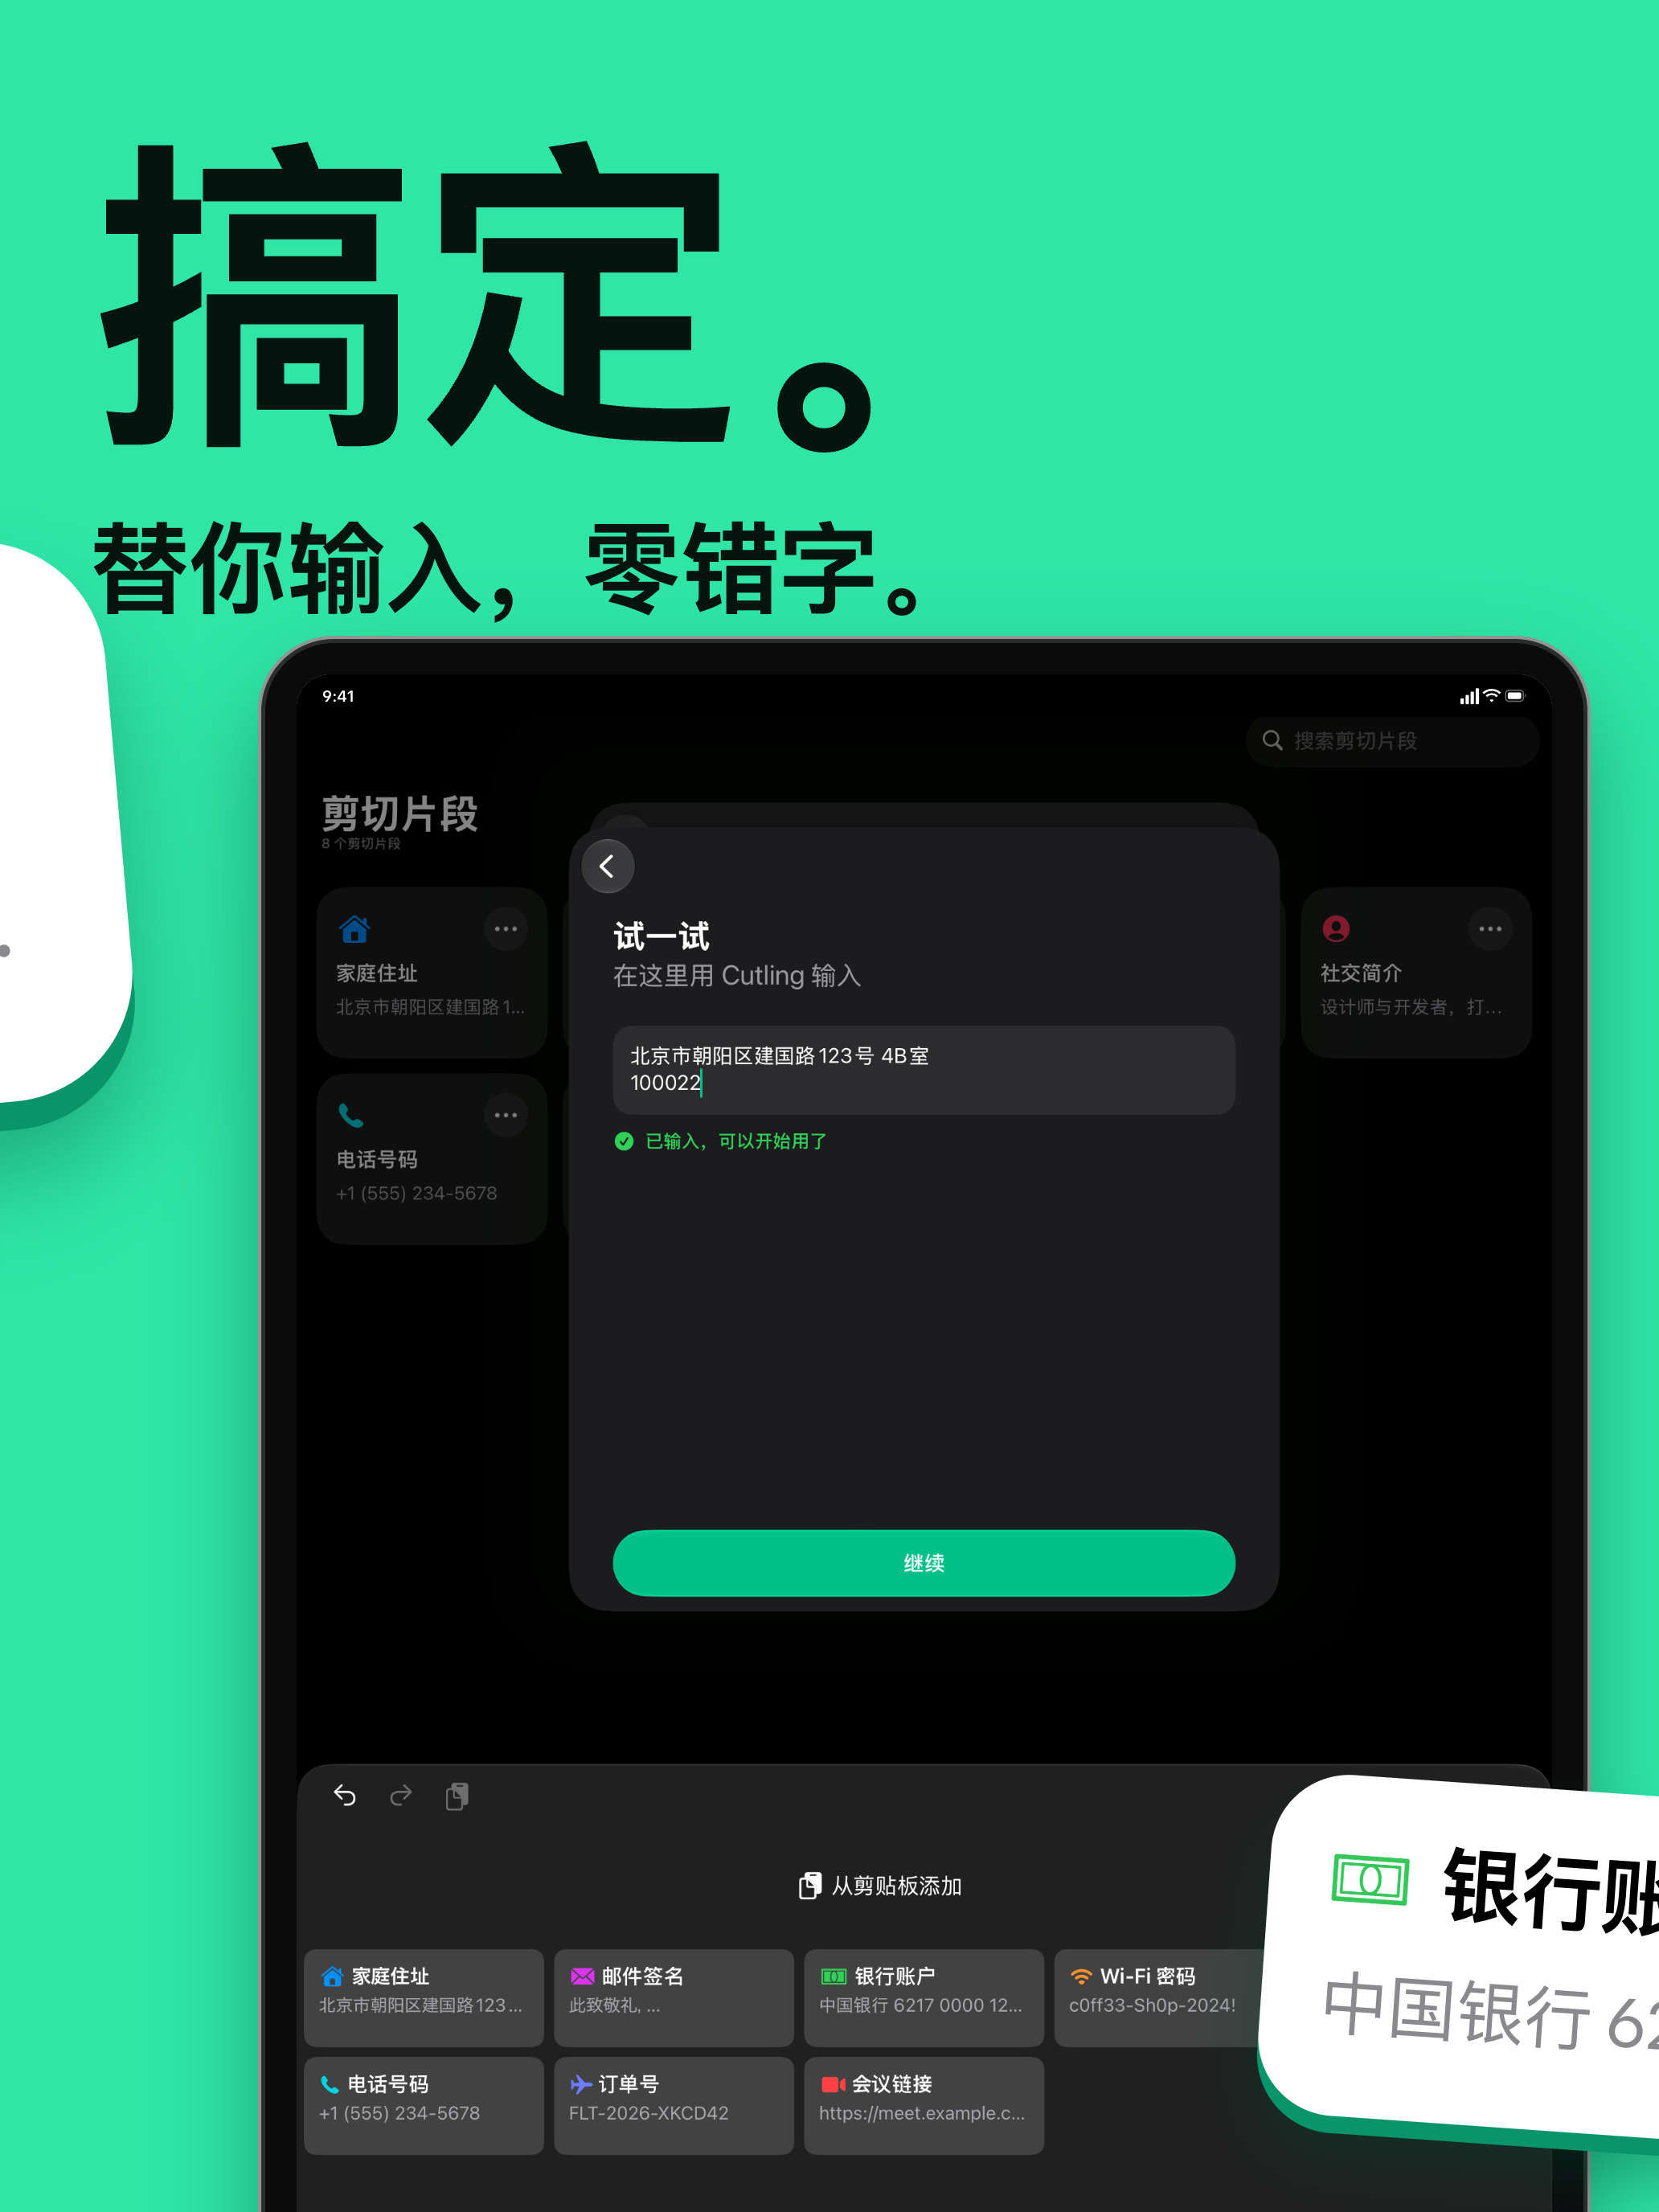 搞定。
替你输入，零错字。
9:41
搜索剪切片段
剪切片段
8 个剪切片段
家庭住址
北京市朝阳区建国路 1...
电话号码
+1 (555) 234-5678
社交简介
设计师与开发者，打...
试一试
在这里用 Cutling 输入
北京市朝阳区建国路 123 号 4B 室
100022
已输入，可以开始用了
继续
从剪贴板添加
家庭住址
北京市朝阳区建国路 123...
邮件签名
此致敬礼, ...
银行账户
中国银行 6217 0000 12...
Wi-Fi 密码
c0ff33-Sh0p-2024!
电话号码
+1 (555) 234-5678
订单号
FLT-2026-XKCD42
会议链接
https://meet.example.c...
银行账
中国银行 62